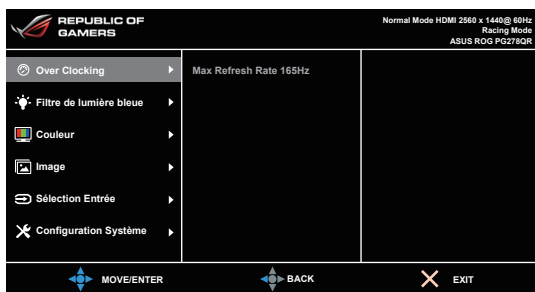 REPUBLIC OF
GAMERS
Normal Mode HDMI 2560 x 1440@ 60Hz
Racing Mode
ASUS ROG PG278QR
Over Clocking
Max Refresh Rate 165Hz
Filtre de lumière bleue
Couleur
Image
Sélection Entrée
Configuration Système
MOVE/ENTER
BACK
EXIT